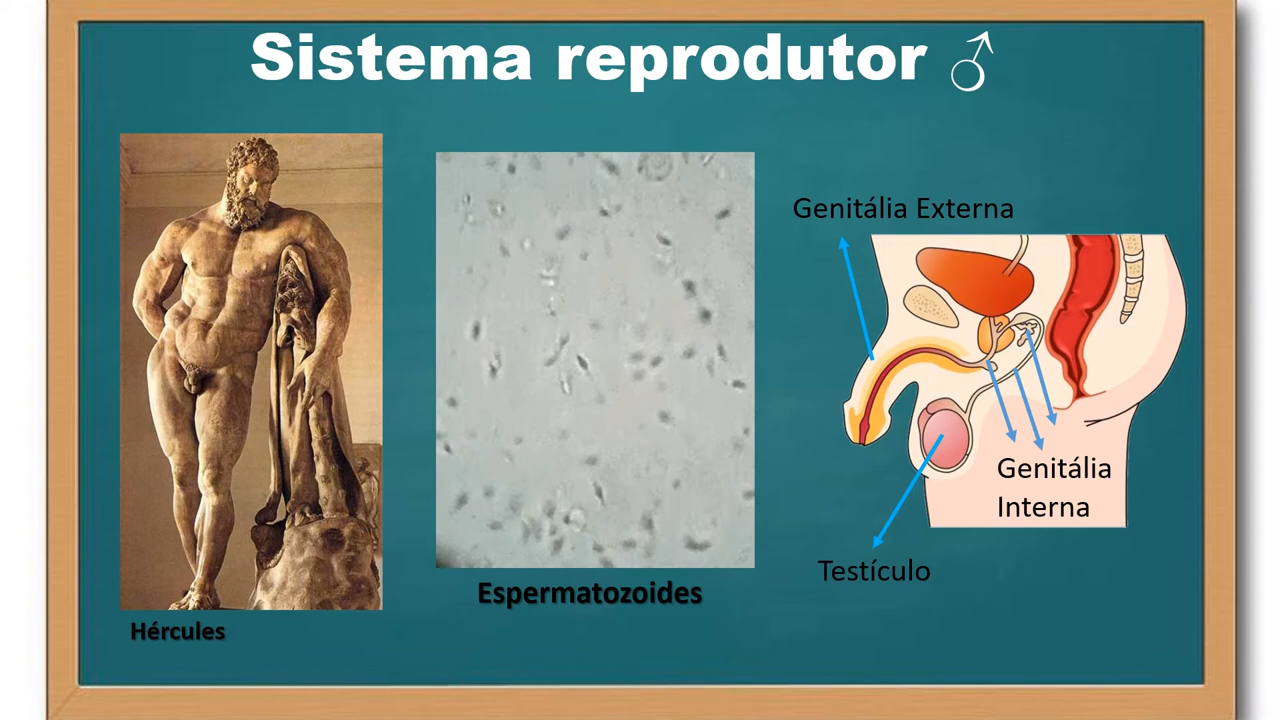 Sistema reprodutor ♂
Genitália Externa
Genitália
Interna
Testículo
Espermatozoides
Hércules